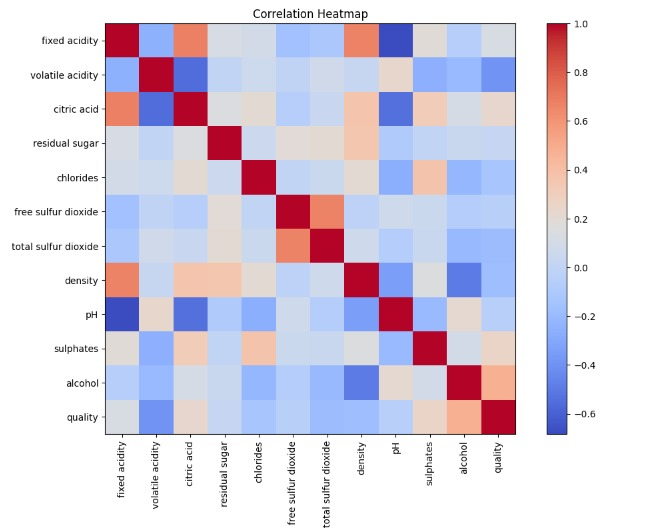 Correlation Heatmap
fixed acidity
volatile acidity
citric acid
residual sugar
chlorides
free sulfur dioxide
total sulfur dioxide
density
pH
sulphates
alcohol
quality
fixed acidity
volatile acidity
citric acid
residual sugar
chlorides
free sulfur dioxide
total sulfur dioxide
density
pH
sulphates
alcohol
quality
1.0
0.8
0.6
0.4
0.2
0.0
−0.2
−0.4
−0.6